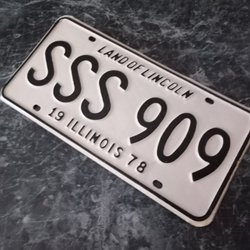 LAND OF LINCOLN
SSS 909
19 ILLINOIS 78